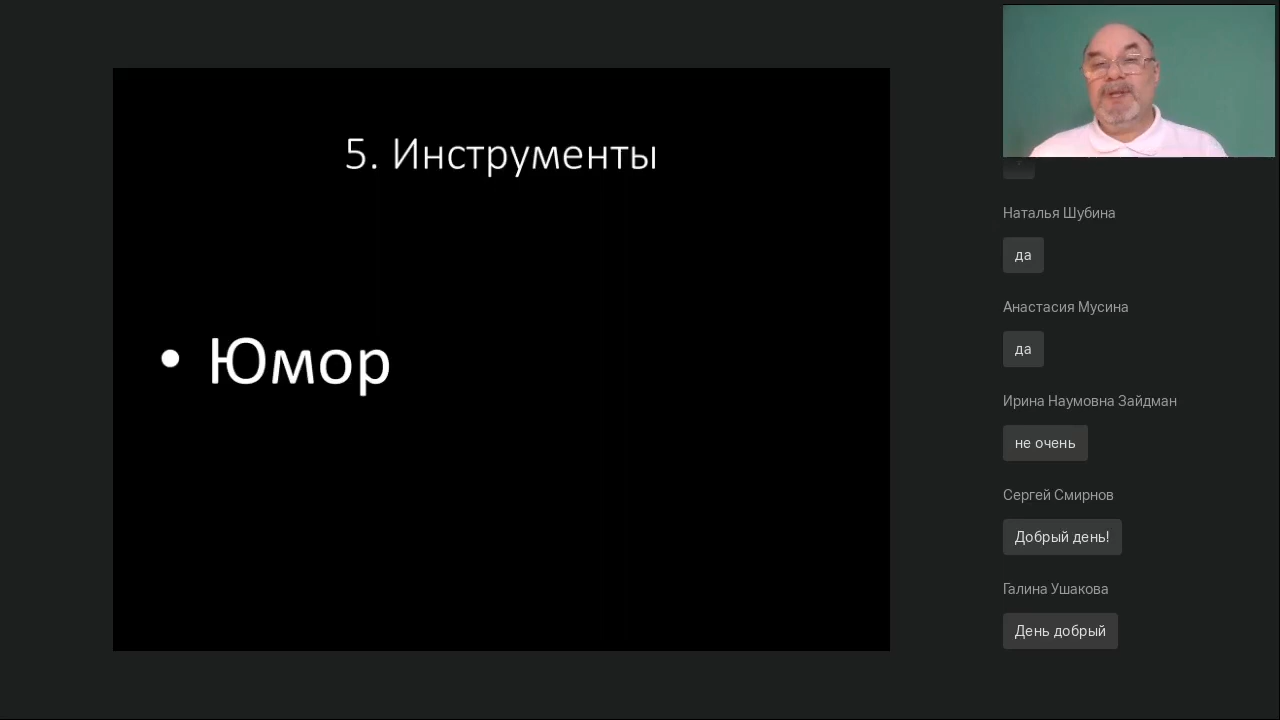 5. Инструменты
• Юмор
Наталья Шубина
да
Анастасия Мусина
да
Ирина Наумовна Зайдман
не очень
Сергей Смирнов
Добрый день!
Галина Ушакова
День добрый